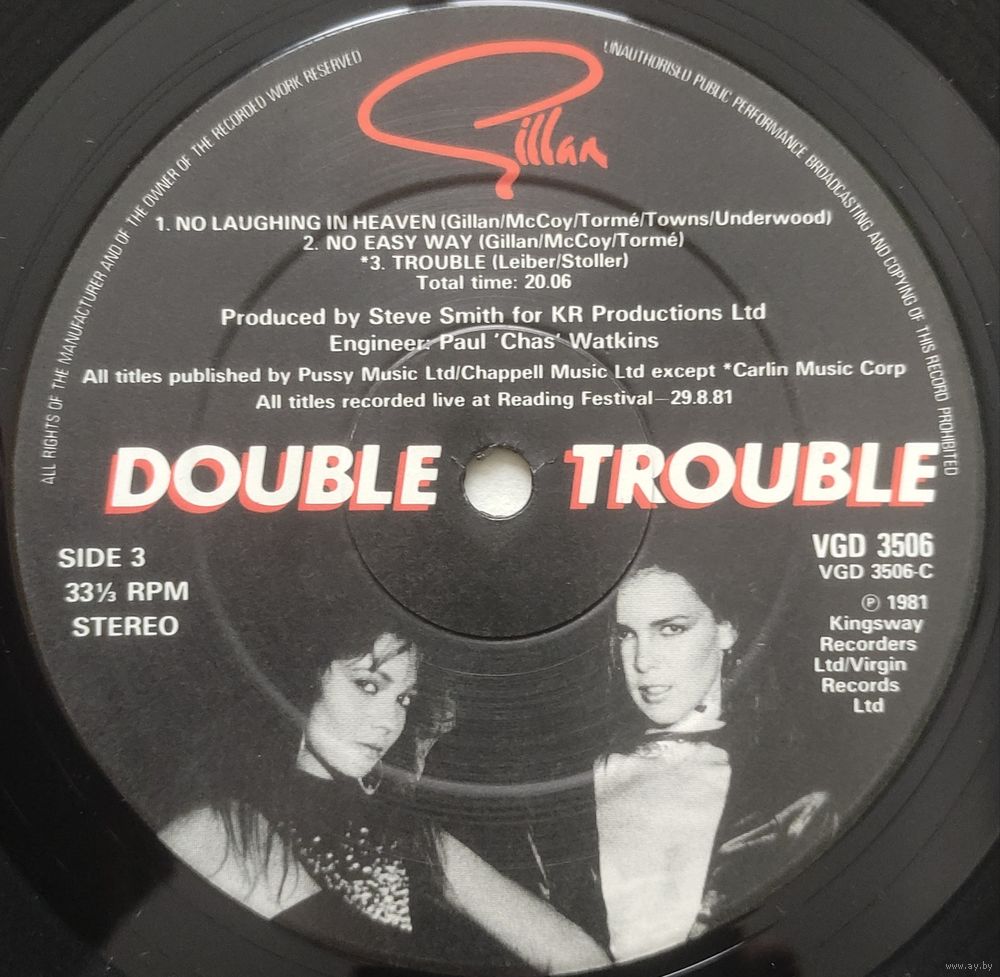 ALL RIGHTS OF THE MANUFACTURER AND OF THE OWNER OF THE RECORDED WORK RESERVED
UNAUTHORISED PUBLIC PERFORMANCE BROADCASTING AND COPYING OF THIS RECORD PROHIBITED
Gillan
1. NO LAUGHING IN HEAVEN (Gillan/McCoy/Tormé/Towns/Underwood)
2. NO EASY WAY (Gillan/McCoy/Tormé)
*3. TROUBLE (Leiber/Stoller)
Total time: 20.06
Produced by Steve Smith for KR Productions Ltd
Engineer: Paul 'Chas' Watkins
All titles published by Pussy Music Ltd/Chappell Music Ltd except *Carlin Music Corp
All titles recorded live at Reading Festival—29.8.81
DOUBLE TROUBLE
SIDE 3
33⅓ RPM
STEREO
VGD 3506
VGD 3506-C
℗ 1981
Kingsway
Recorders
Ltd/Virgin
Records
Ltd
www.ay.by